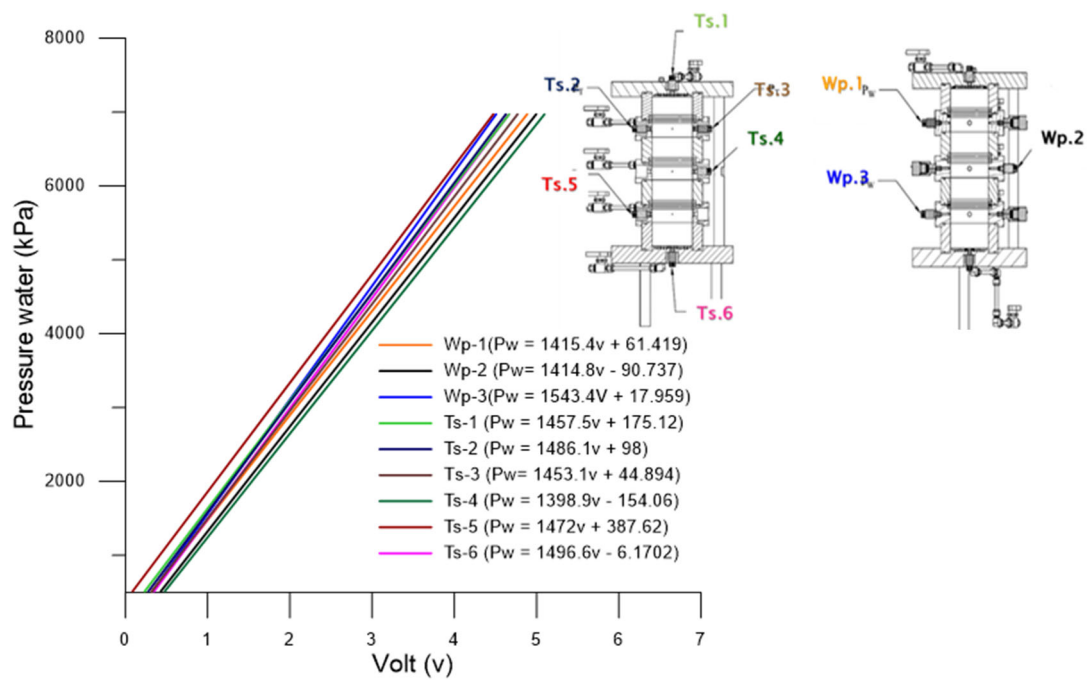 8000
6000
4000
2000
Pressure water (kPa)
0 1 2 3 4 5 6 7
Volt (v)
Wp-1(Pw = 1415.4v + 61.419)
Wp-2 (Pw= 1414.8v - 90.737)
Wp-3(Pw = 1543.4V + 17.959)
Ts-1 (Pw = 1457.5v + 175.12)
Ts-2 (Pw = 1486.1v + 98)
Ts-3 (Pw= 1453.1v + 44.894)
Ts-4 (Pw = 1398.9v - 154.06)
Ts-5 (Pw = 1472v + 387.62)
Ts-6 (Pw = 1496.6v - 6.1702)
Ts.1
Ts.2
Ts.3
Ts.4
Ts.5
Ts.6
Wp.1
Pw
Wp.2
Wp.3